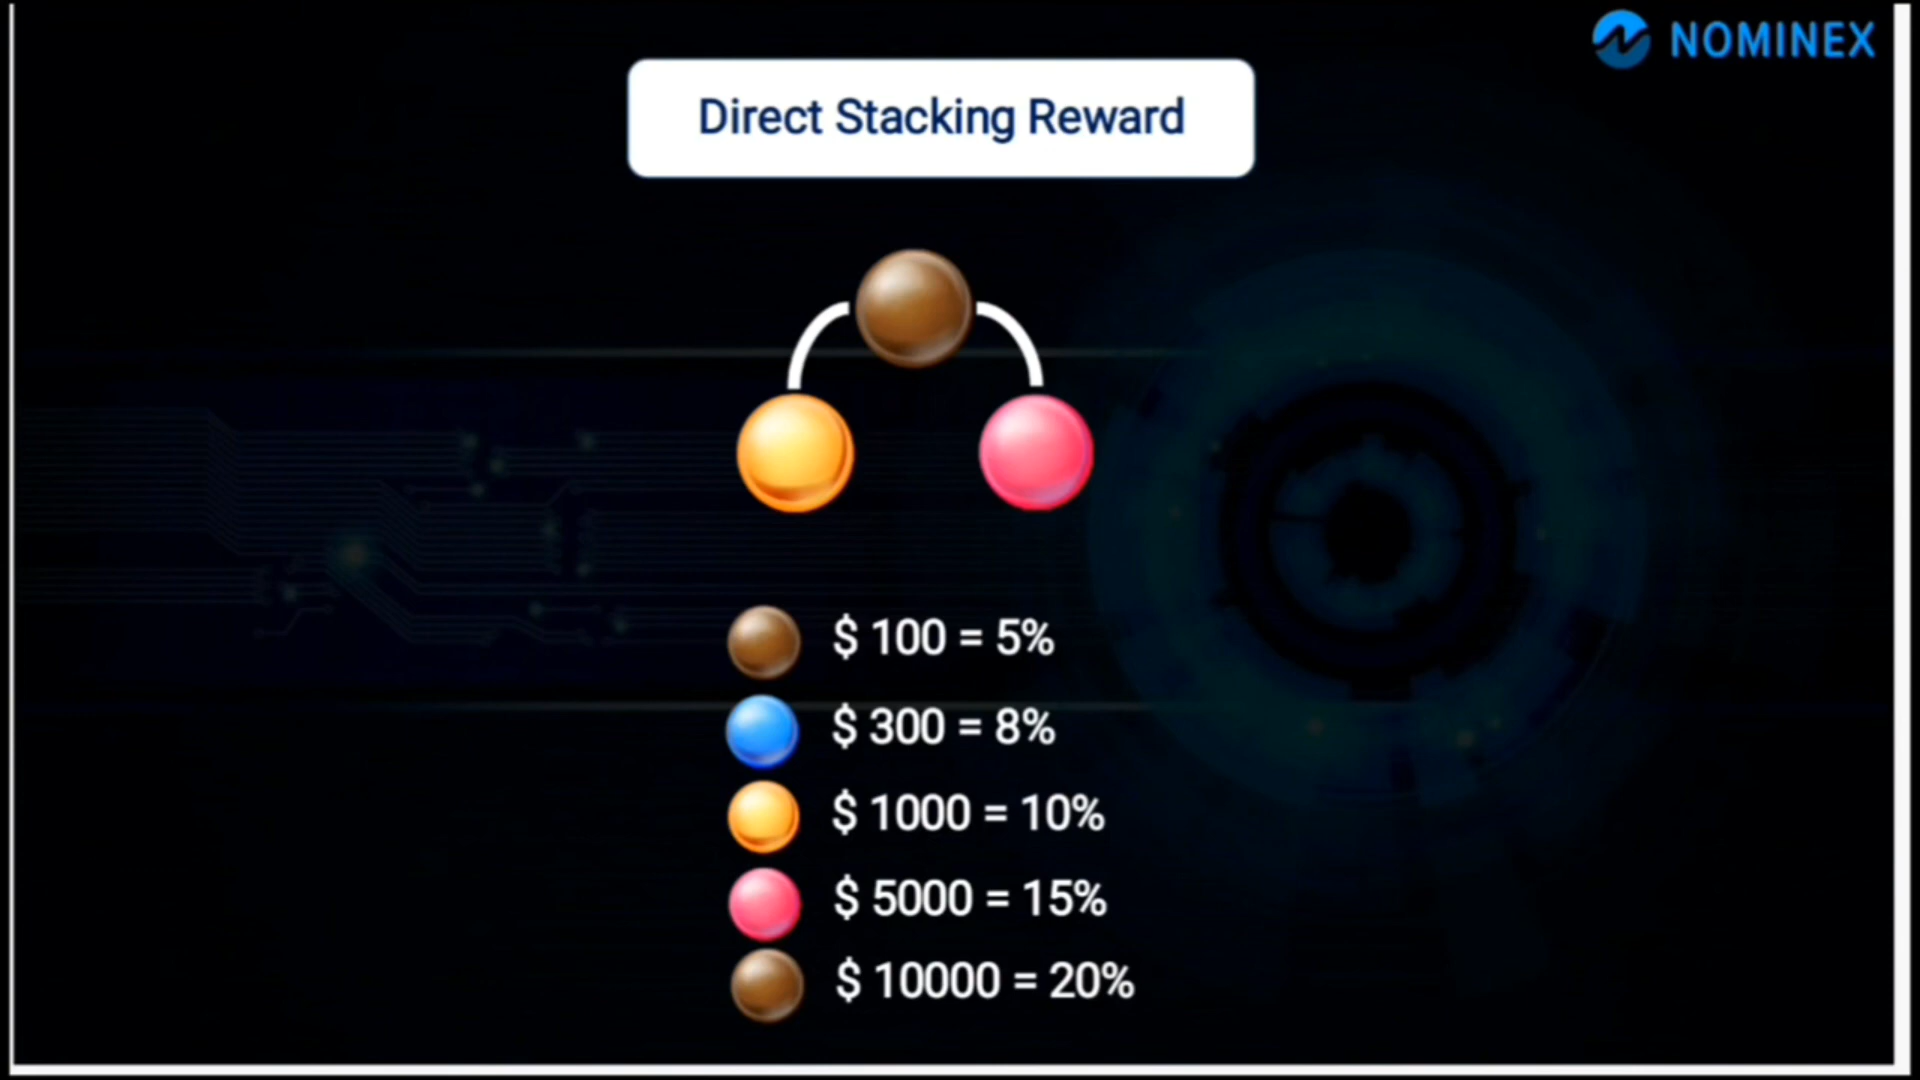 NOMINEX
Direct Stacking Reward
$ 100 = 5%
$ 300 = 8%
$ 1000 = 10%
$ 5000 = 15%
$ 10000 = 20%